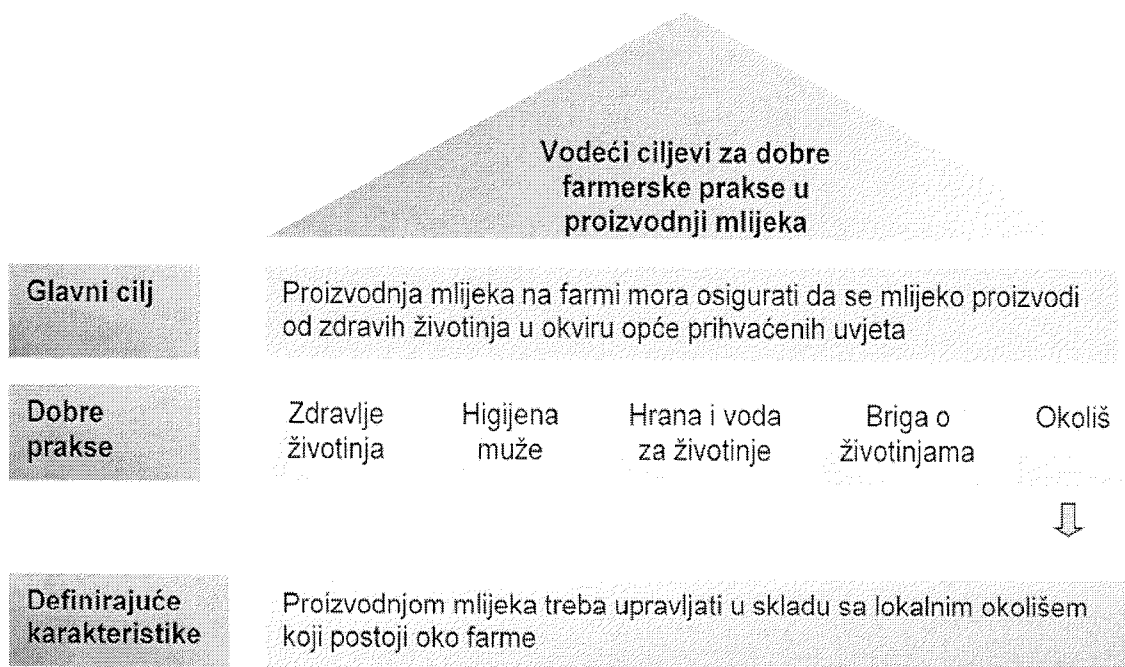 Vodeći ciljevi za dobre
farmerske prakse u
proizvodnji mlijeka
Glavni cilj
Proizvodnja mlijeka na farmi mora osigurati da se mlijeko proizvodi
od zdravih životinja u okviru opće prihvaćenih uvjeta
Dobre
prakse
Zdravlje
životinja
Higijena
muže
Hrana i voda
za životinje
Briga o
životinjama
Okoliš
Definirajuće
karakteristike
Proizvodnjom mlijeka treba upravljati u skladu sa lokalnim okolišem
koji postoji oko farme